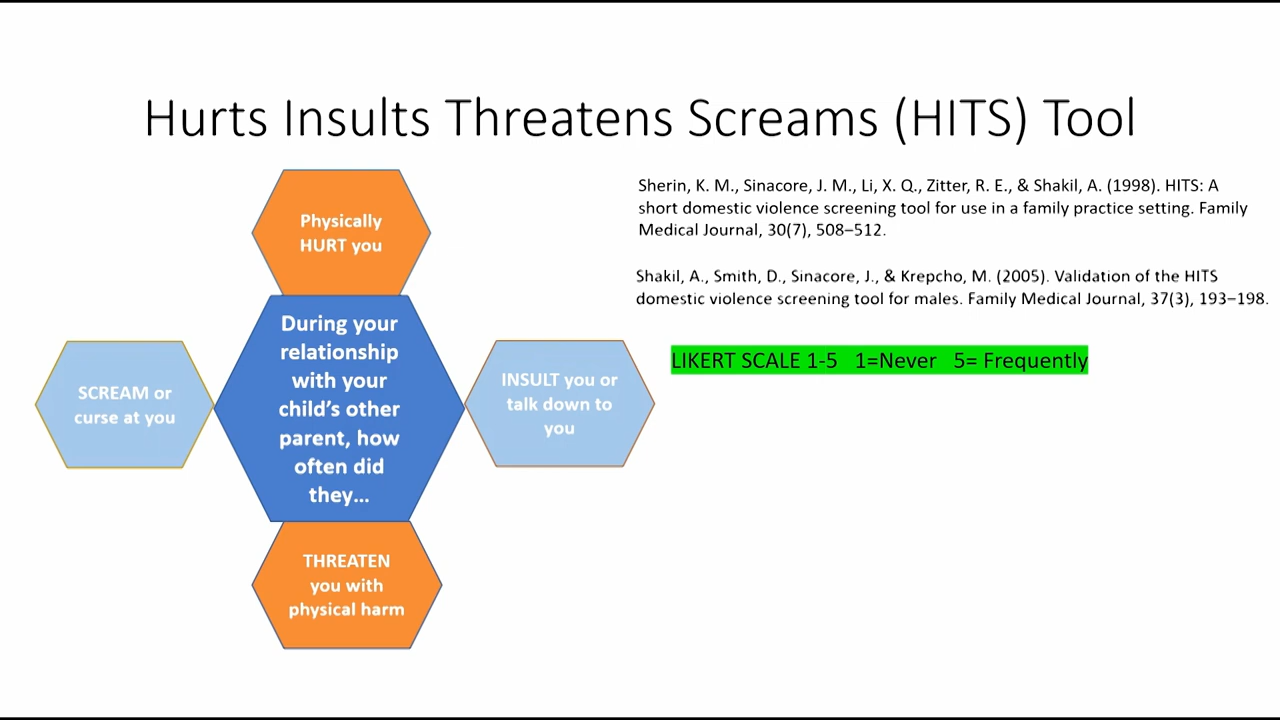 Hurts Insults Threatens Screams (HITS) Tool
Physically
HURT you
During your
relationship
with your
child's other
parent, how
often did
they...
SCREAM or
curse at you
INSULT you or
talk down to
you
THREATEN
you with
physical harm
Sherin, K. M., Sinacore, J. M., Li, X. Q., Zitter, R. E., & Shakil, A. (1998). HITS: A
short domestic violence screening tool for use in a family practice setting. Family
Medical Journal, 30(7), 508–512.
Shakil, A., Smith, D., Sinacore, J., & Krepcho, M. (2005). Validation of the HITS
domestic violence screening tool for males. Family Medical Journal, 37(3), 193–198.
LIKERT SCALE 1-5 1=Never 5= Frequently